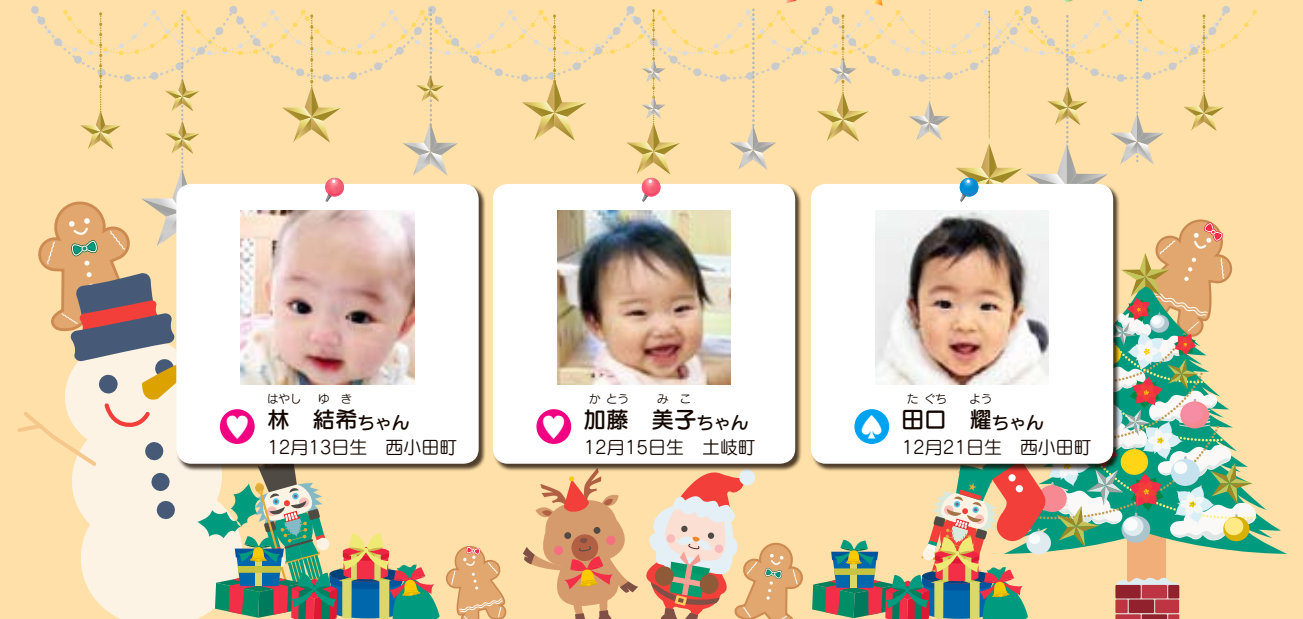 はやし ゆ き
林 結希ちゃん
12月13日生 西小田町
か とう み こ
加藤 美子ちゃん
12月15日生 土岐町
た ぐち よう
田口 耀ちゃん
12月21日生 西小田町